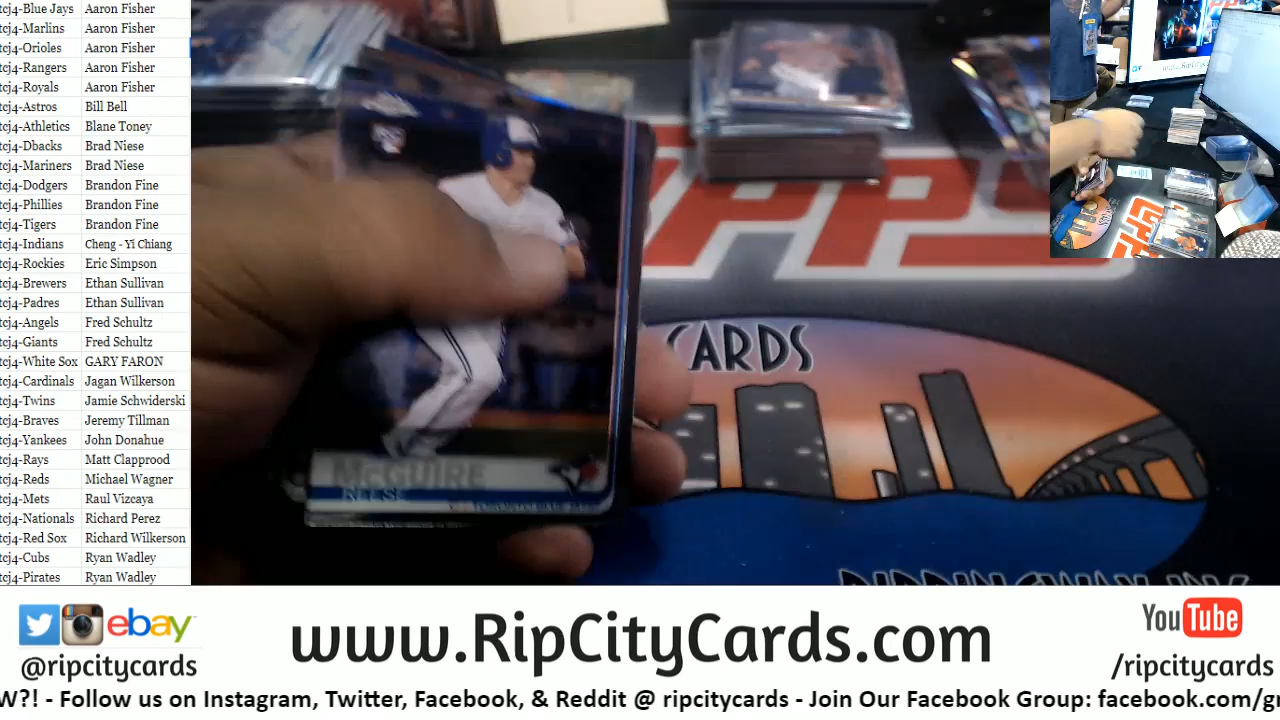 tcj4-Blue Jays Aaron Fisher
tcj4-Marlins Aaron Fisher
tcj4-Orioles Aaron Fisher
tcj4-Rangers Aaron Fisher
tcj4-Royals Aaron Fisher
tcj4-Astros Bill Bell
tcj4-Athletics Blane Toney
tcj4-Dbacks Brad Niese
tcj4-Mariners Brad Niese
tcj4-Dodgers Brandon Fine
tcj4-Phillies Brandon Fine
tcj4-Tigers Brandon Fine
tcj4-Indians Cheng - Yi Chiang
tcj4-Rockies Eric Simpson
tcj4-Brewers Ethan Sullivan
tcj4-Padres Ethan Sullivan
tcj4-Angels Fred Schultz
tcj4-Giants Fred Schultz
tcj4-White Sox GARY FARON
tcj4-Cardinals Jagan Wilkerson
tcj4-Twins Jamie Schwiderski
tcj4-Braves Jeremy Tillman
tcj4-Yankees John Donahue
tcj4-Rays Matt Clapprood
tcj4-Reds Michael Wagner
tcj4-Mets Raul Vizcaya
tcj4-Nationals Richard Perez
tcj4-Red Sox Richard Wilkerson
tcj4-Cubs Ryan Wadley
tcj4-Pirates Ryan Wadley
CARDS
McGUIRE
REESE
ebay
@ripcitycards
www.RipCityCards.com
YouTube
/ripcitycards
W?! - Follow us on Instagram, Twitter, Facebook, & Reddit @ ripcitycards - Join Our Facebook Group: facebook.com/g